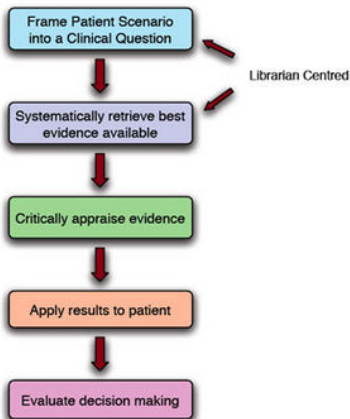 Frame Patient Scenario
into a Clinical Question
Librarian Centred
Systematically retrieve best
evidence available
Critically appraise evidence
Apply results to patient
Evaluate decision making